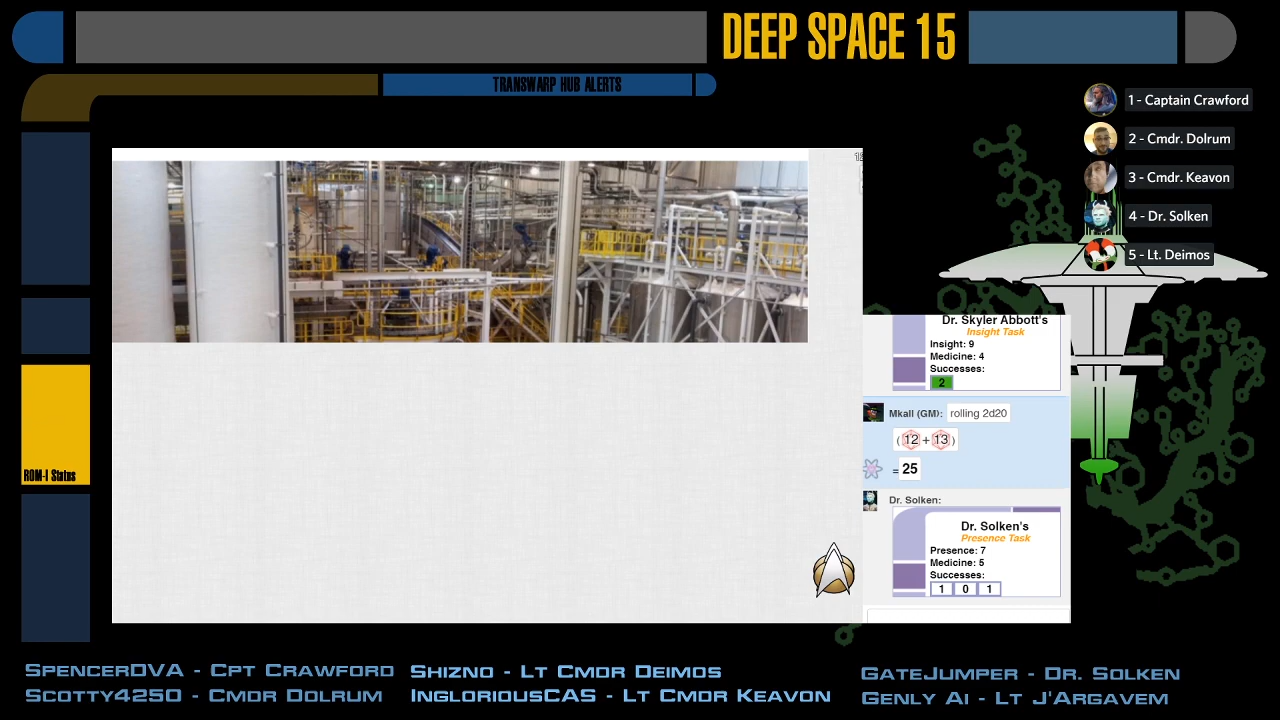 DEEP SPACE 15
TRANSWARP HUB ALERTS
1 - Captain Crawford
2 - Cmdr. Dolrum
3 - Cmdr. Keavon
4 - Dr. Solken
5 - Lt. Deimos
Dr. Skyler Abbott's
Insight Task
Insight: 9
Medicine: 4
Successes:
2
Mkall (GM): rolling 2d20
(12+13)
=25
Dr. Solken:
Dr. Solken's
Presence Task
Presence: 7
Medicine: 5
Successes:
1 0 1
ROM-I Status
SpencerDVA - Cpt Crawford
Scotty4250 - Cmdr Dolrum
Shizno - Lt Cmdr Deimos
IngloriousCAS - Lt Cmdr Keavon
GateJumper - Dr. Solken
Genly Ai - Lt J'Argavem